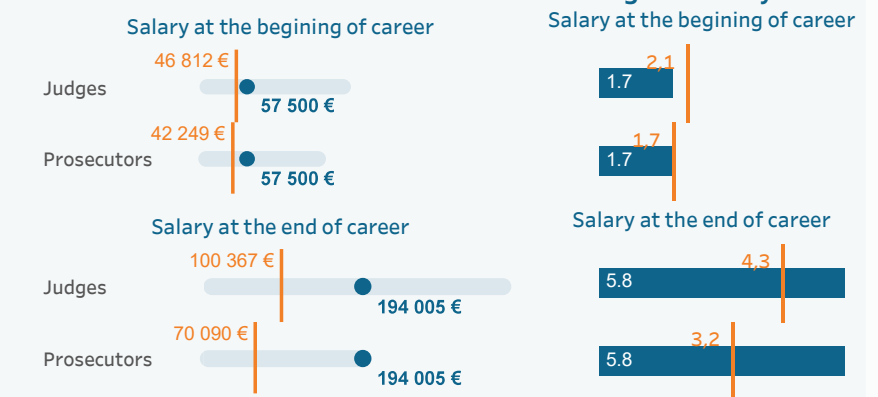 Salary at the begining of career
46 812 €
Judges
57 500 €
42 249 €
Prosecutors
57 500 €
Salary at the end of career
100 367 €
Judges
194 005 €
70 090 €
Prosecutors
194 005 €
Salary at the begining of career
2,1
1.7
1,7
1.7
Salary at the end of career
4,3
5.8
3,2
5.8